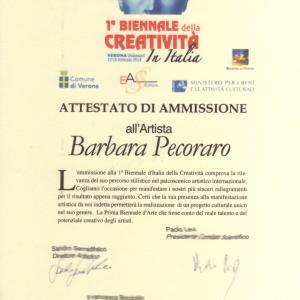 1ª BIENNALE della
CREATIVITÀ
In Italia
VERONA
Comune
di Verona
EA
Editore
MINISTERO PER I BENI
E LE ATTIVITÀ CULTURALI
ATTESTATO DI AMMISSIONE
all'Artista
Barbara Pecoraro
L'ammissione alla 1ª Biennale d'Italia della Creatività comprova la rile-
vanza del suo percorso stilistico nel palcoscenico artistico internazionale.
Cogliamo l'occasione per manifestare i nostri più sinceri rallegramenti
per il risultato appena raggiunto. Certi che la sua presenza alla manifestazione
artistica da noi indetta permetterà la realizzazione di un progetto culturale unico
nel suo genere. La Prima Biennale d'Arte che tiene conto del reale talento e del
potenziale creativo degli artisti.
Paolo Levi
Presidente Comitato Scientifico
Sandro Serradifalco
Direttore Artistico
Francesca